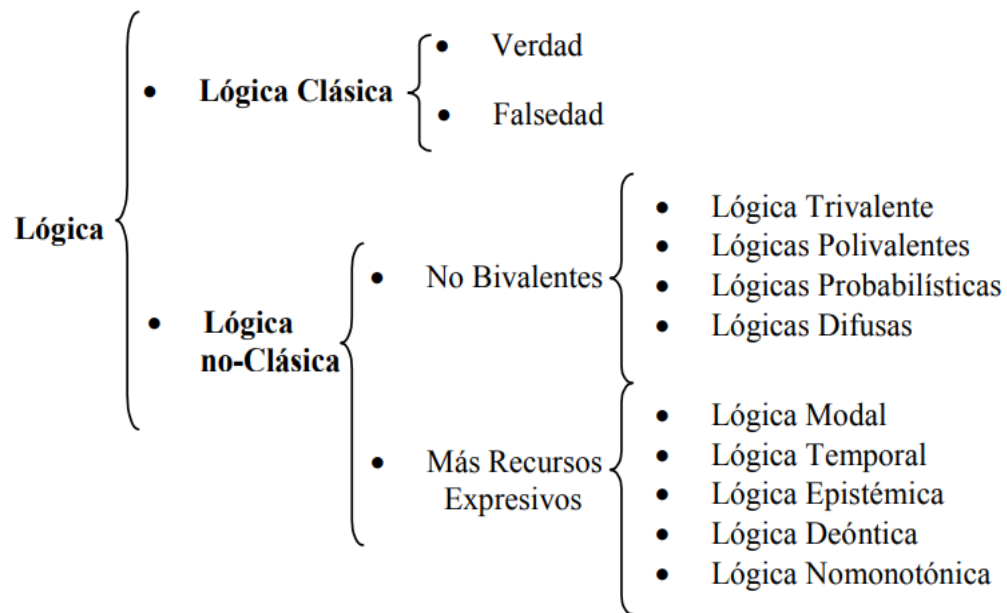 Lógica
• Lógica Clásica
• Verdad
• Falsedad
• Lógica
no-Clásica
• No Bivalentes
• Lógica Trivalente
• Lógicas Polivalentes
• Lógicas Probabilísticas
• Lógicas Difusas
• Más Recursos
Expresivos
• Lógica Modal
• Lógica Temporal
• Lógica Epistémica
• Lógica Deóntica
• Lógica Nomonotónica